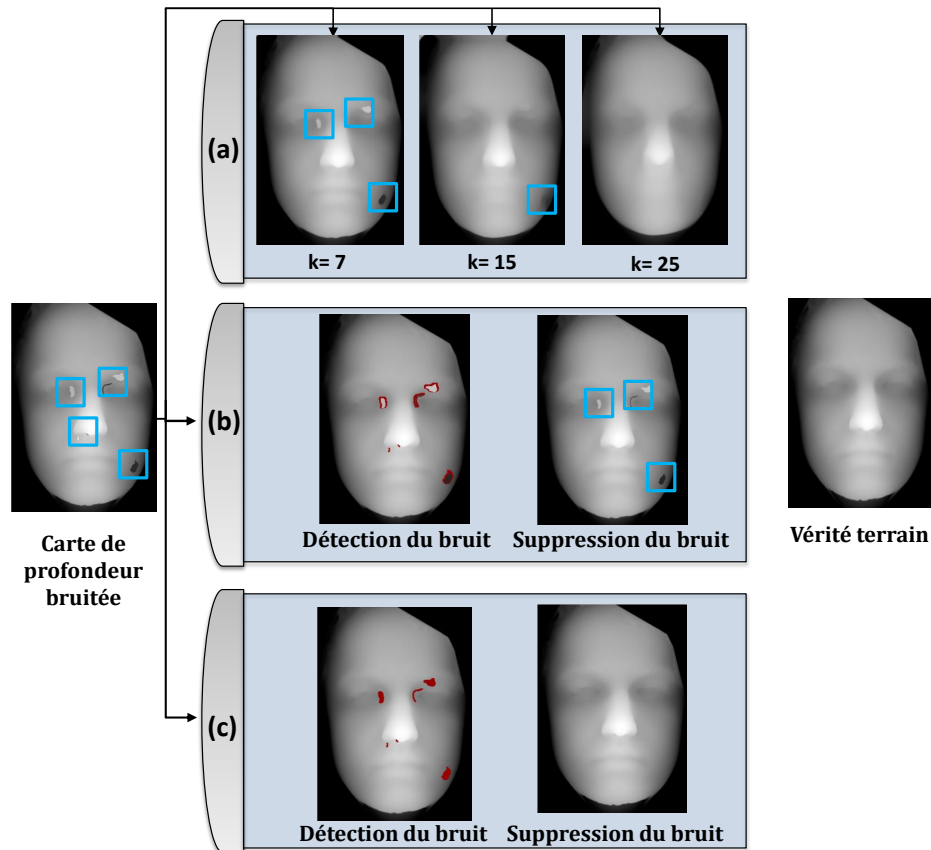 (a)
k= 7
k= 15
k= 25
Carte de
profondeur
bruitée
(b)
Détection du bruit
Suppression du bruit
Vérité terrain
(c)
Détection du bruit
Suppression du bruit